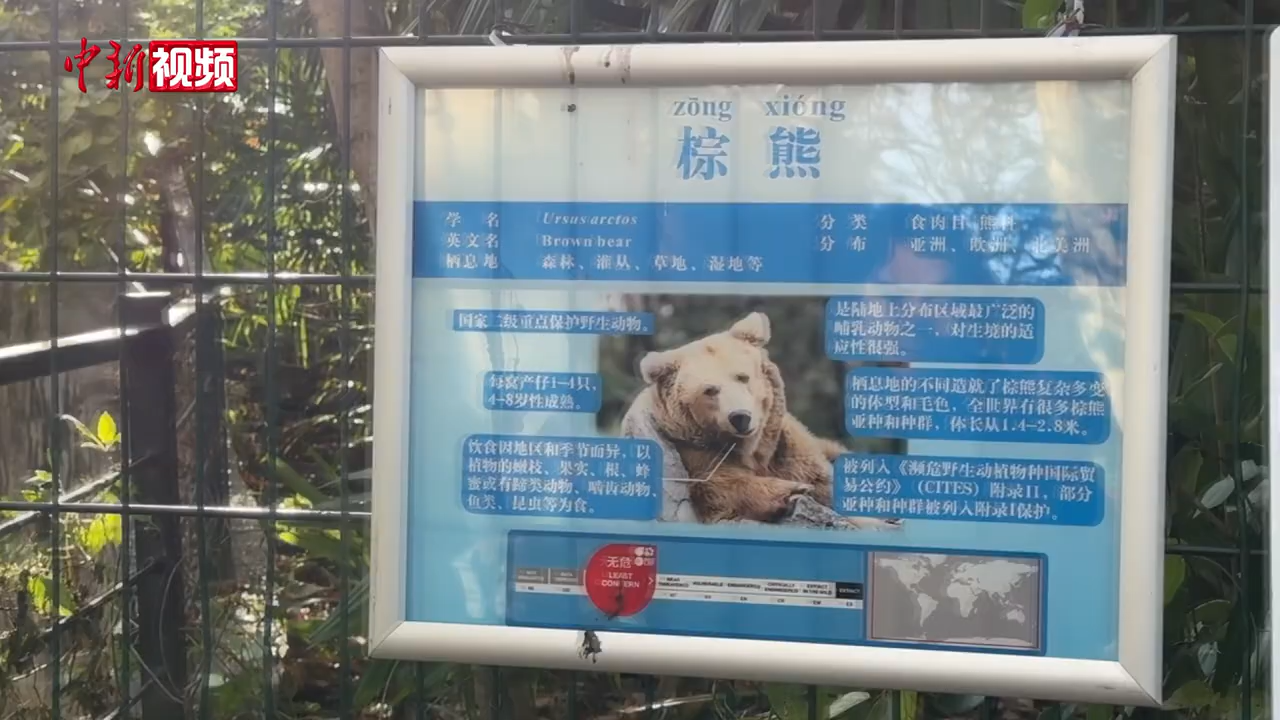 中新视频
zōng xióng
棕 熊
学 名 Ursus arctos 分 类 食肉目 熊科
英文名 Brown bear 分 布 亚洲、欧洲、北美洲
栖息地 森林、灌丛、草地、湿地等
国家二级重点保护野生动物。
每窝产仔1-4只,
4-8岁性成熟。
饮食因地区和季节而异,以
植物的嫩枝、果实、根、蜂
蜜或有蹄类动物、啮齿动物、
鱼类、昆虫等为食。
是陆地上分布区域最广泛的
哺乳动物之一,对生境的适
应性很强。
栖息地的不同造就了棕熊复杂多变
的体型和毛色,全世界有很多棕熊
亚种和种群,体长从1.4-2.8米。
被列入《濒危野生动植物种国际贸
易公约》(CITES)附录II,部分
亚种和种群被列入附录I保护。
无危
LEAST
CONCERN
NEAR
THREATENED
VULNERABLE
ENDANGERED
CRITICALLY
ENDANGERED
EXTINCT
IN THE WILD
EXTINCT